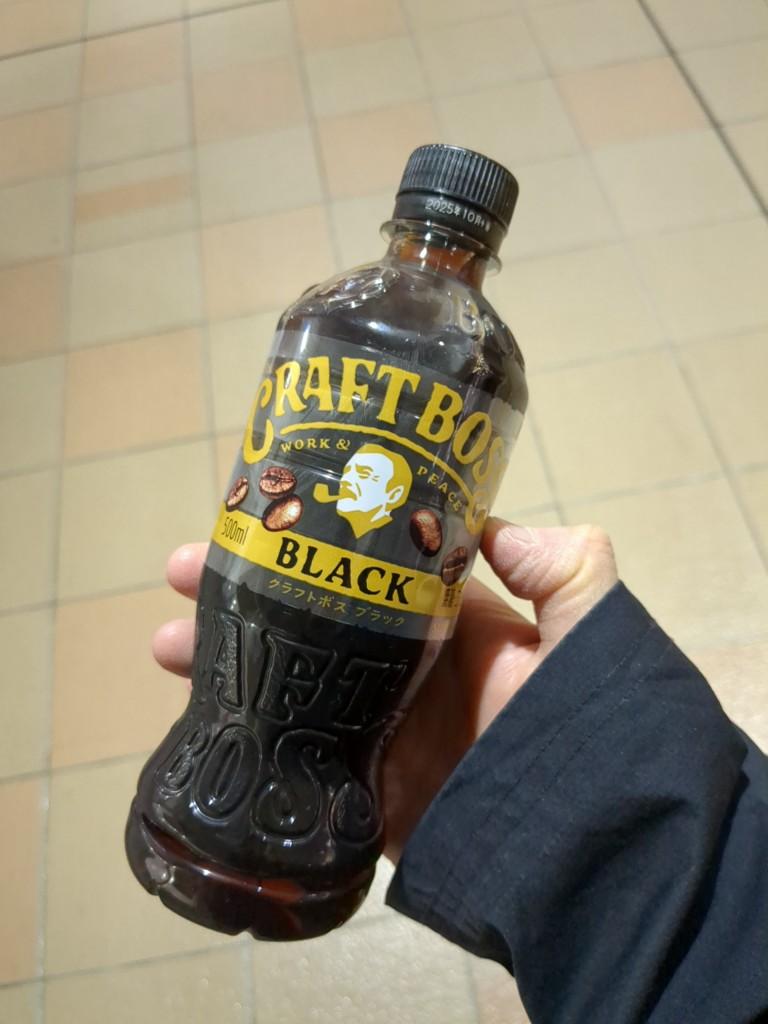 2025年10月
CRAFT BOSS
WORK & PEACE
500ml
BLACK
クラフトボス ブラック
CRAFT
BOSS